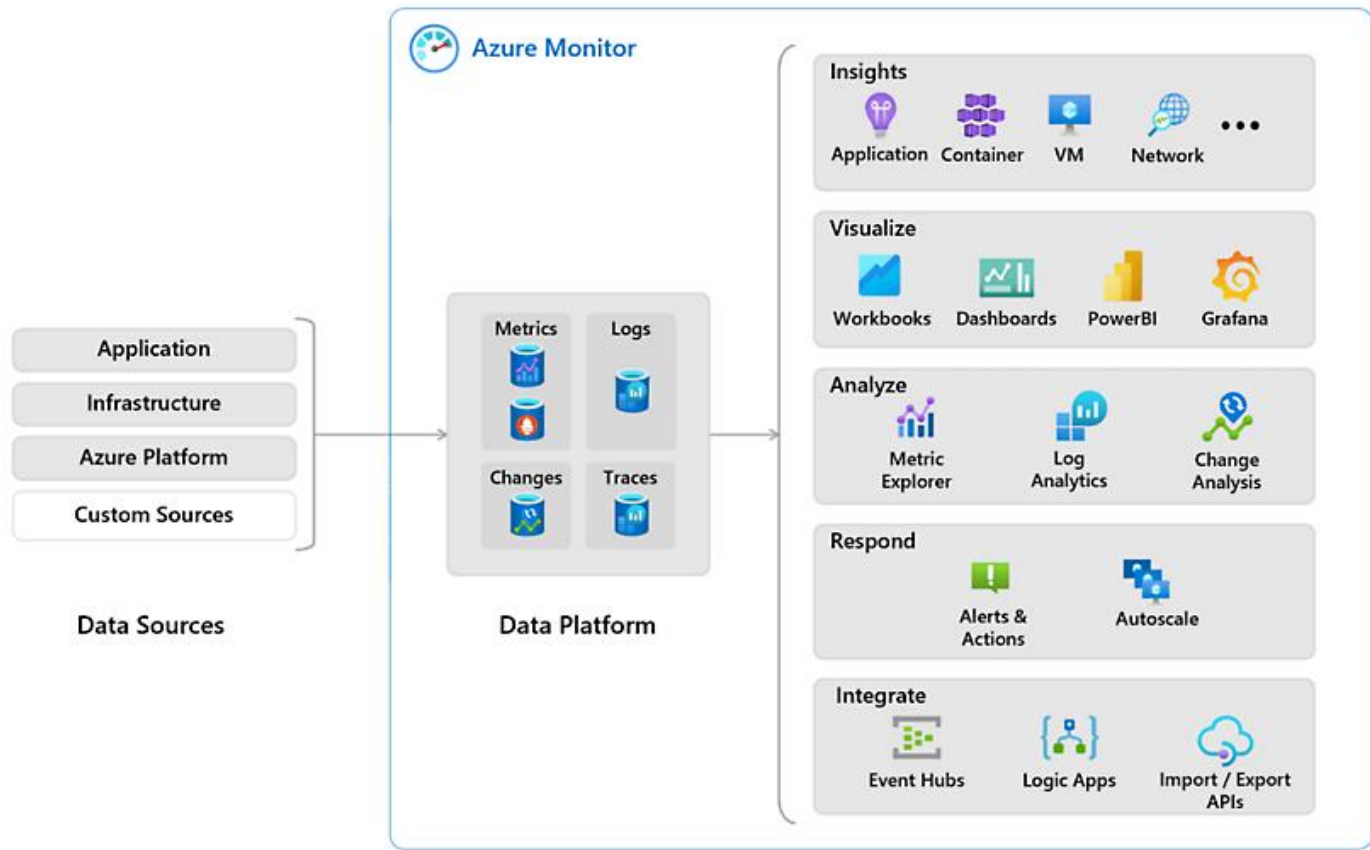 Azure Monitor
Insights
Application
Container
VM
Network
...
Visualize
Workbooks
Dashboards
PowerBI
Grafana
Metrics
Logs
Changes
Traces
Application
Infrastructure
Azure Platform
Custom Sources
Analyze
Metric
Explorer
Log
Analytics
Change
Analysis
Respond
Alerts &
Actions
Autoscale
Data Sources
Data Platform
Integrate
Event Hubs
Logic Apps
Import / Export
APIs